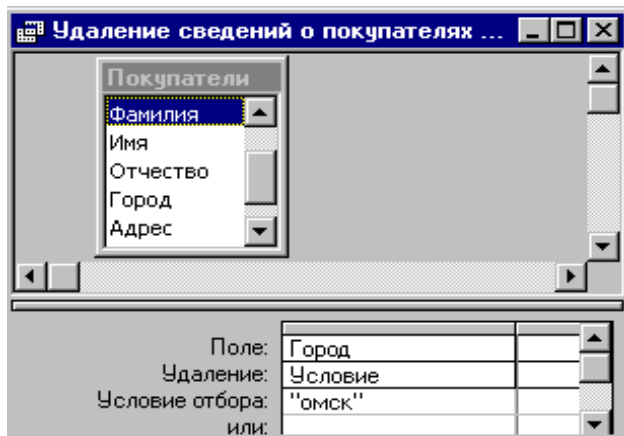 Удаление сведений о покупателях ...
Покупатели
Фамилия
Имя
Отчество
Город
Адрес
Поле: Город
Удаление: Условие
Условие отбора: "омск"
или: